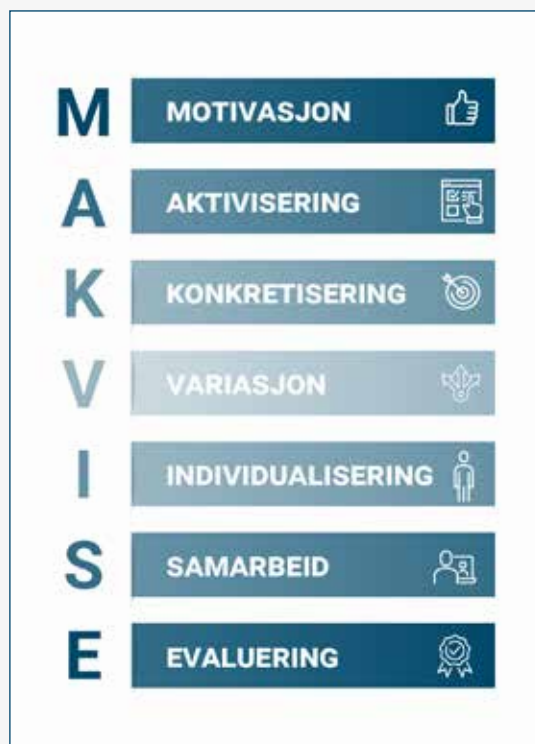 M MOTIVASJON
A AKTIVISERING
K KONKRETISERING
V VARIASJON
I INDIVIDUALISERING
S SAMARBEID
E EVALUERING